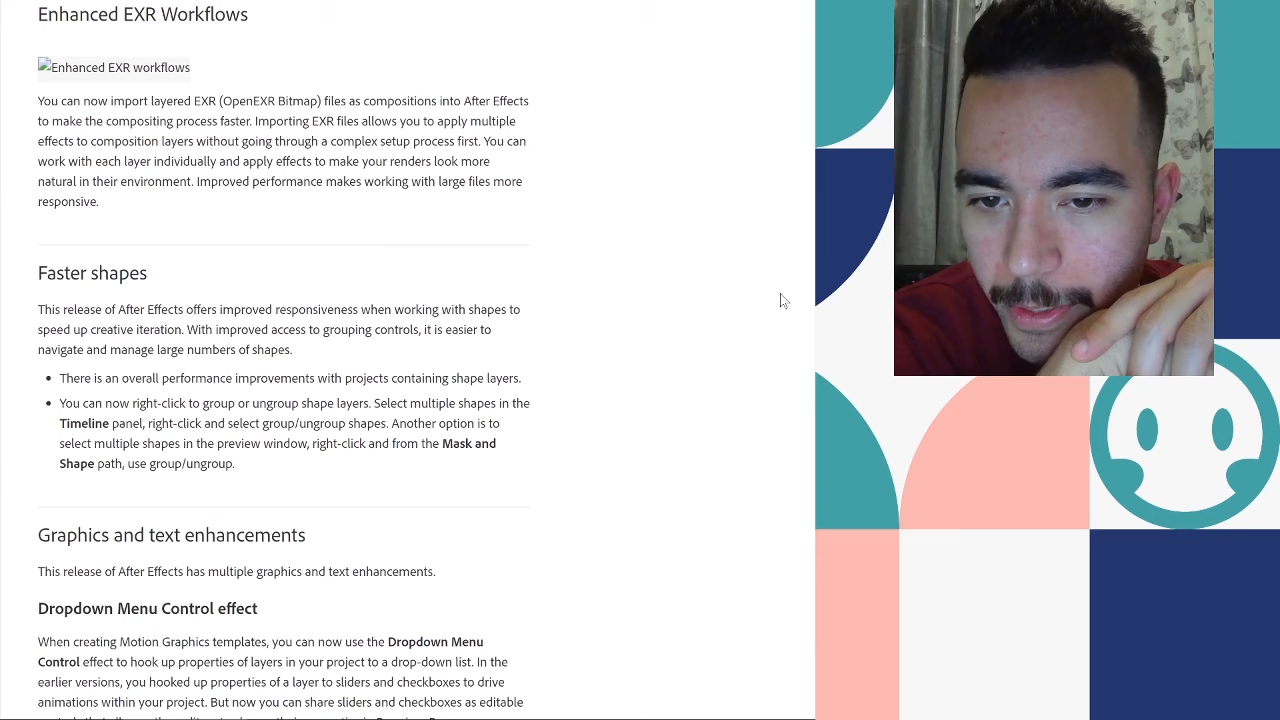 Enhanced EXR Workflows
Enhanced EXR workflows
You can now import layered EXR (OpenEXR Bitmap) files as compositions into After Effects
to make the compositing process faster. Importing EXR files allows you to apply multiple
effects to composition layers without going through a complex setup process first. You can
work with each layer individually and apply effects to make your renders look more
natural in their environment. Improved performance makes working with large files more
responsive.
Faster shapes
This release of After Effects offers improved responsiveness when working with shapes to
speed up creative iteration. With improved access to grouping controls, it is easier to
navigate and manage large numbers of shapes.
• There is an overall performance improvements with projects containing shape layers.
• You can now right-click to group or ungroup shape layers. Select multiple shapes in the
Timeline panel, right-click and select group/ungroup shapes. Another option is to
select multiple shapes in the preview window, right-click and from the Mask and
Shape path, use group/ungroup.
Graphics and text enhancements
This release of After Effects has multiple graphics and text enhancements.
Dropdown Menu Control effect
When creating Motion Graphics templates, you can now use the Dropdown Menu
Control effect to hook up properties of layers in your project to a drop-down list. In the
earlier versions, you hooked up properties of a layer to sliders and checkboxes to drive
animations within your project. But now you can share sliders and checkboxes as editable